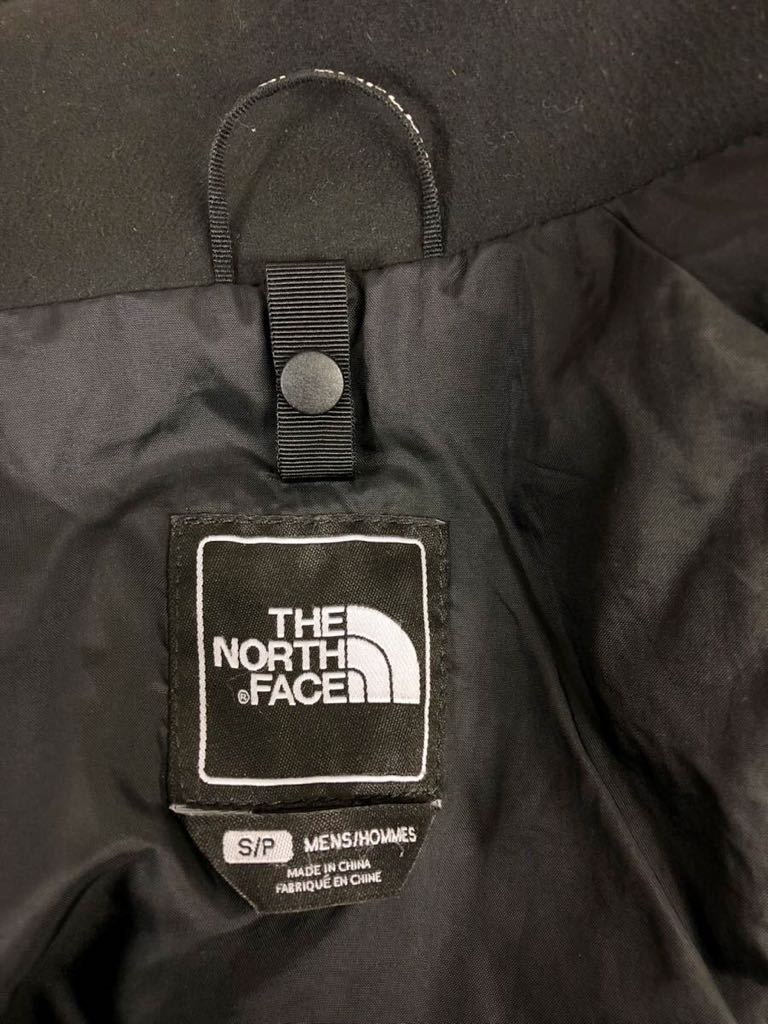 THE
NORTH
®FACE
S/P MENS/HOMMES
MADE IN CHINA
FABRIQUÉ EN CHINE